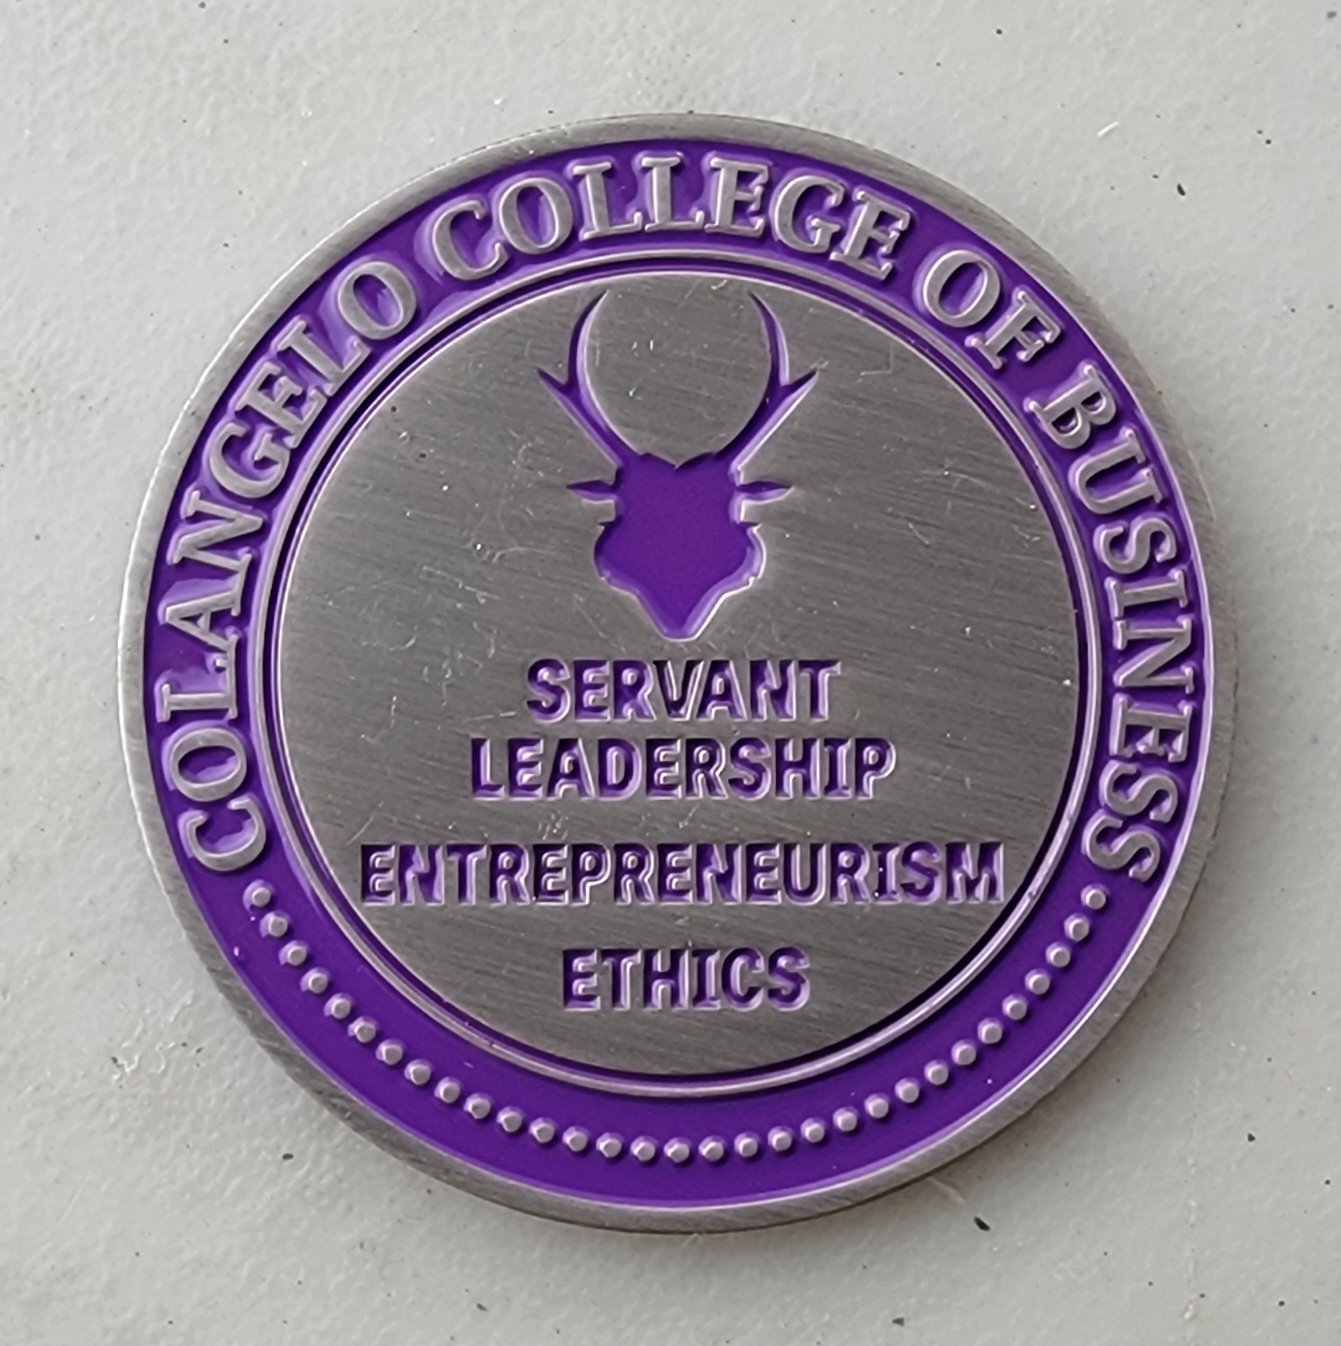 COLANGELO COLLEGE OF BUSINESS
SERVANT
LEADERSHIP
ENTREPRENEURISM
ETHICS